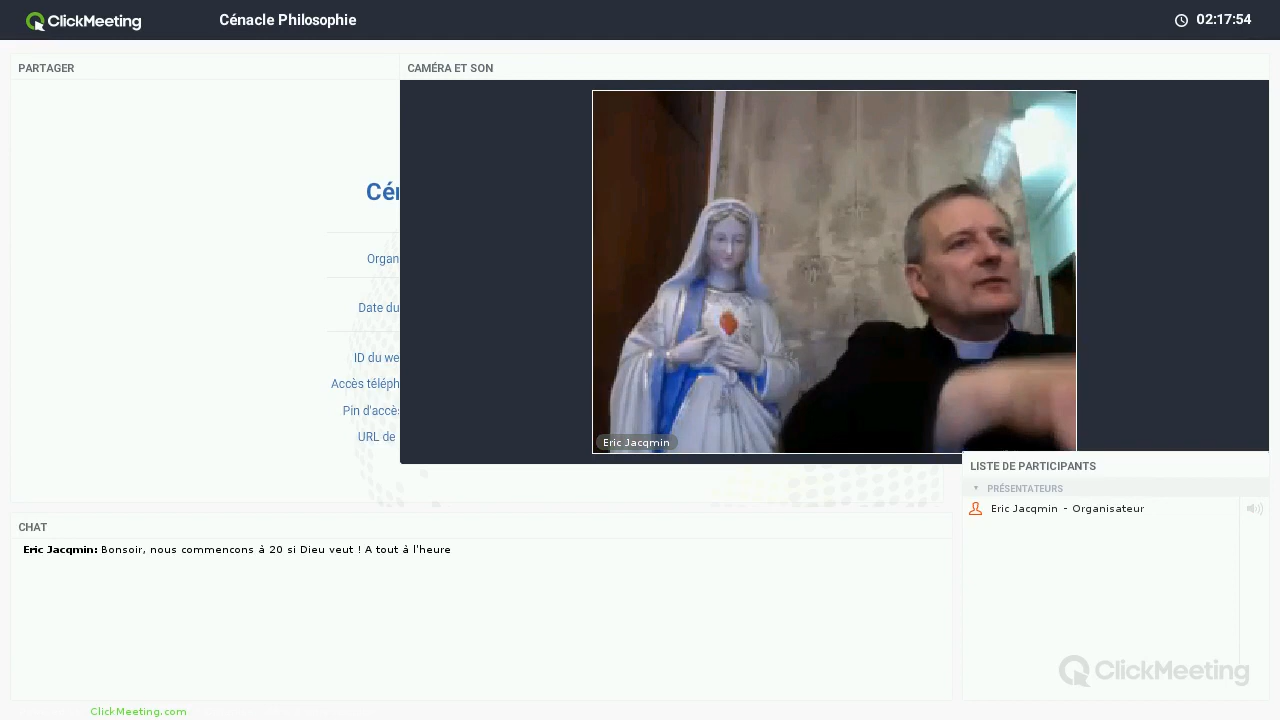 ClickMeeting
Cénacle Philosophie
02:17:54
PARTAGER
CAMÉRA ET SON
Cén
Organ
Date du
ID du we
Accès téléph
Pin d'accès
URL de
Eric Jacqmin
LISTE DE PARTICIPANTS
PRÉSENTATEURS
Eric Jacqmin - Organisateur
CHAT
Eric Jacqmin: Bonsoir, nous commencons à 20 si Dieu veut ! A tout à l'heure
ClickMeeting
ClickMeeting.com